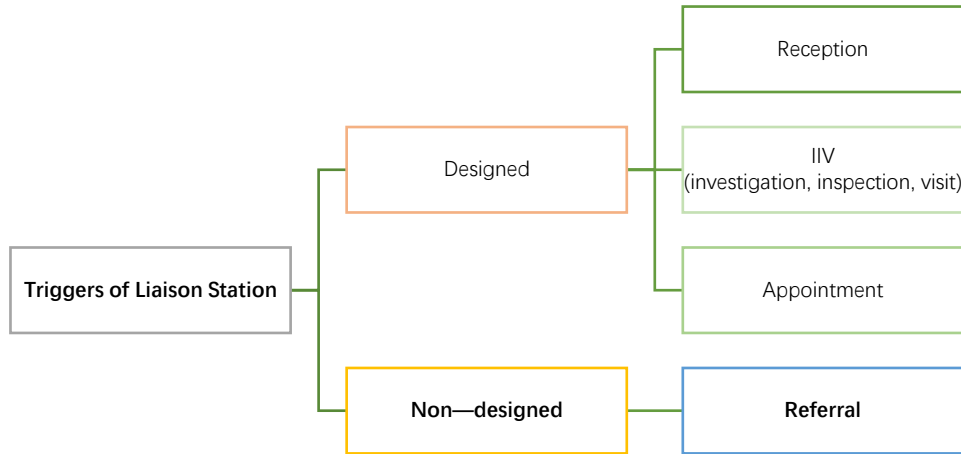 Triggers of Liaison Station
Designed
Reception
IIV
(investigation, inspection, visit)
Appointment
Non—designed
Referral